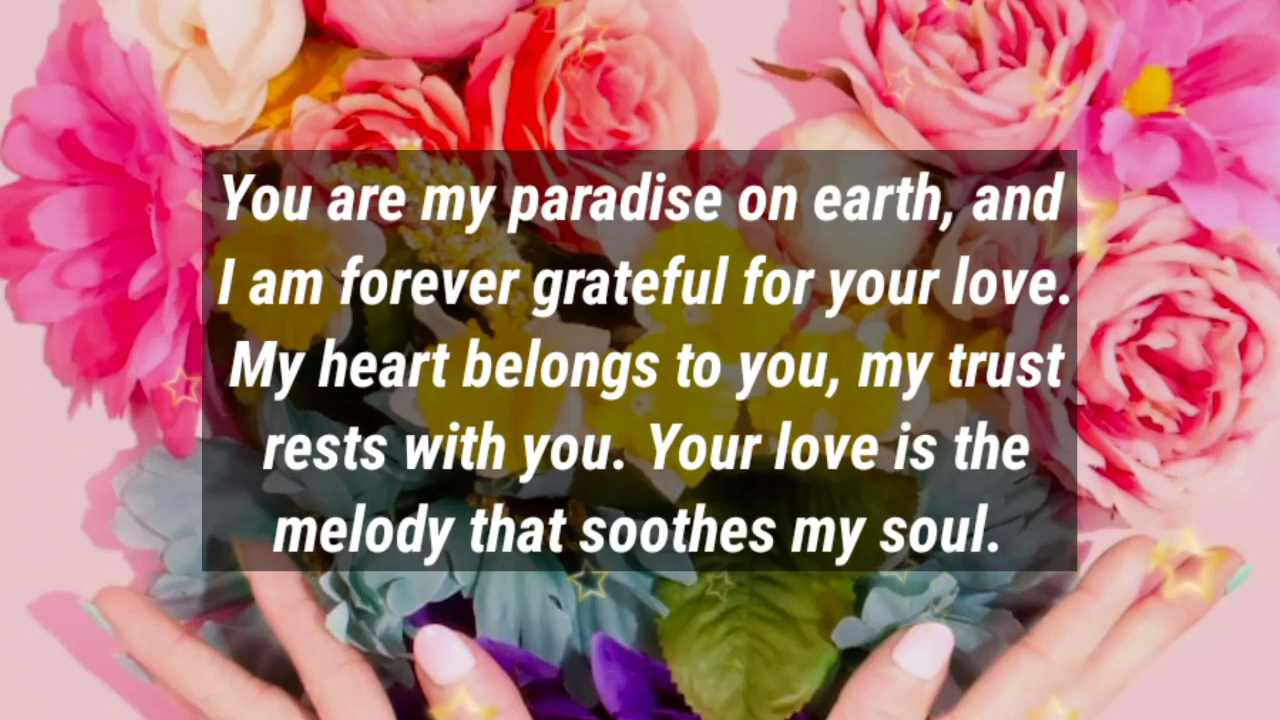 You are my paradise on earth, and
I am forever grateful for your love.
My heart belongs to you, my trust
rests with you. Your love is the
melody that soothes my soul.